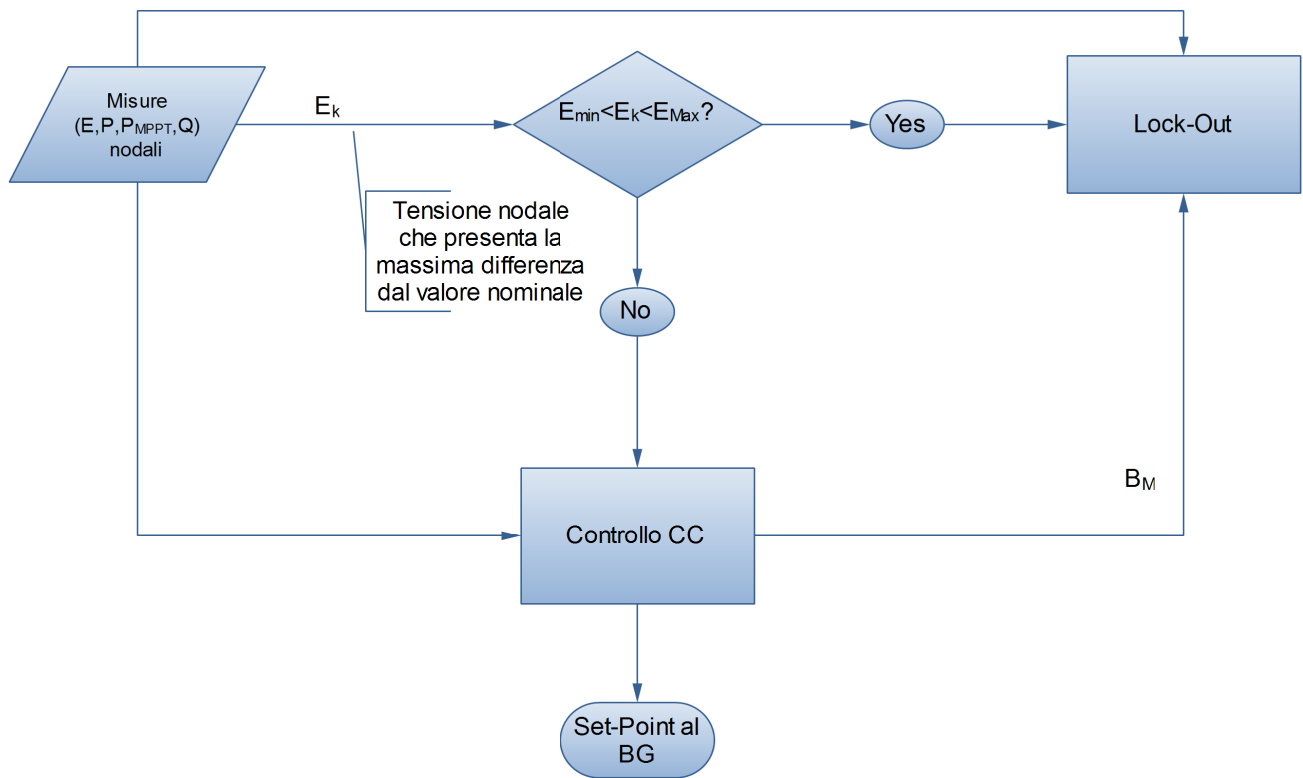 Misure
(E,P,PMPPT,Q)
nodali
Ek
Emin<Ek<EMax?
Yes
Lock-Out
Tensione nodale
che presenta la
massima differenza
dal valore nominale
No
BM
Controllo CC
Set-Point al
BG